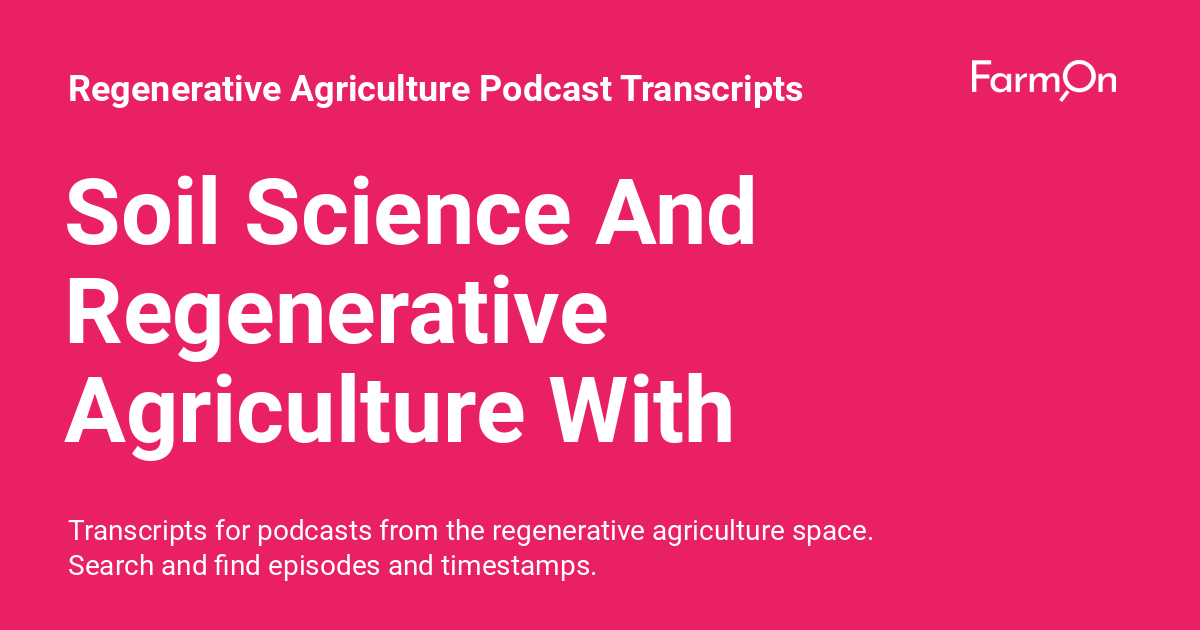 Regenerative Agriculture Podcast Transcripts
FarmOn
Soil Science And
Regenerative
Agriculture With
Transcripts for podcasts from the regenerative agriculture space.
Search and find episodes and timestamps.